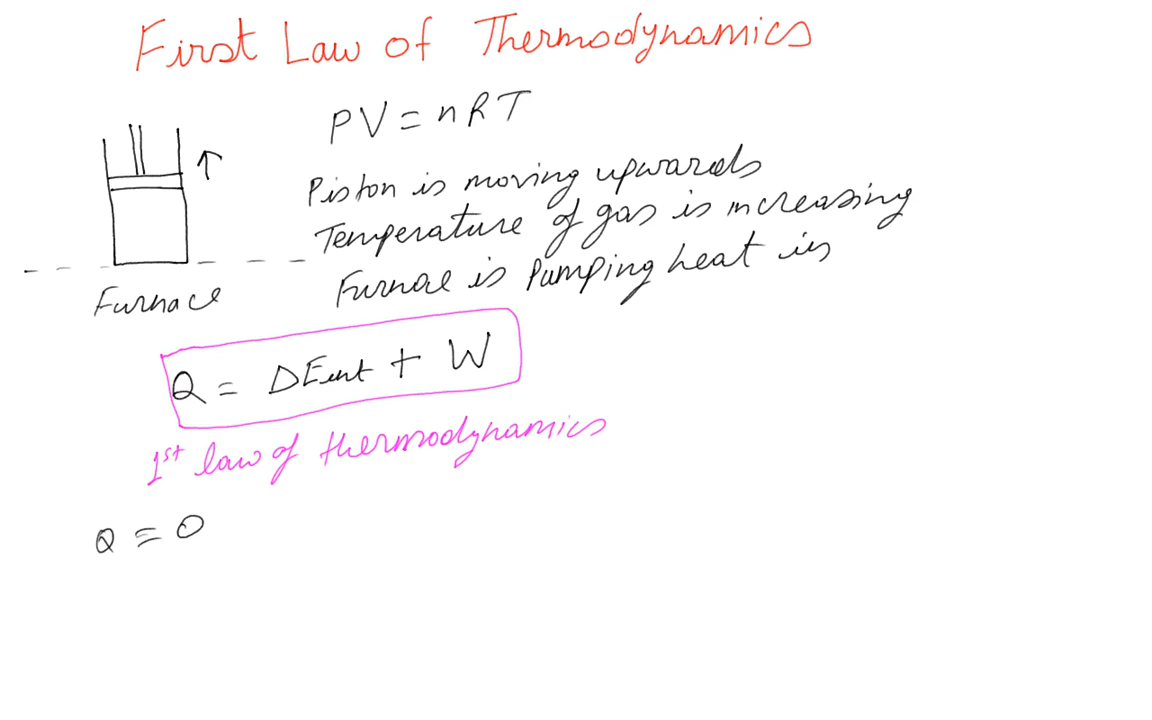 First Law of Thermodynamics
PV = nRT
Piston is moving upwards
Temperature of gas is increasing
Furnace is Pumping heat in
Furnace
Q = ΔEint + W
1st law of thermodynamics
Q = 0